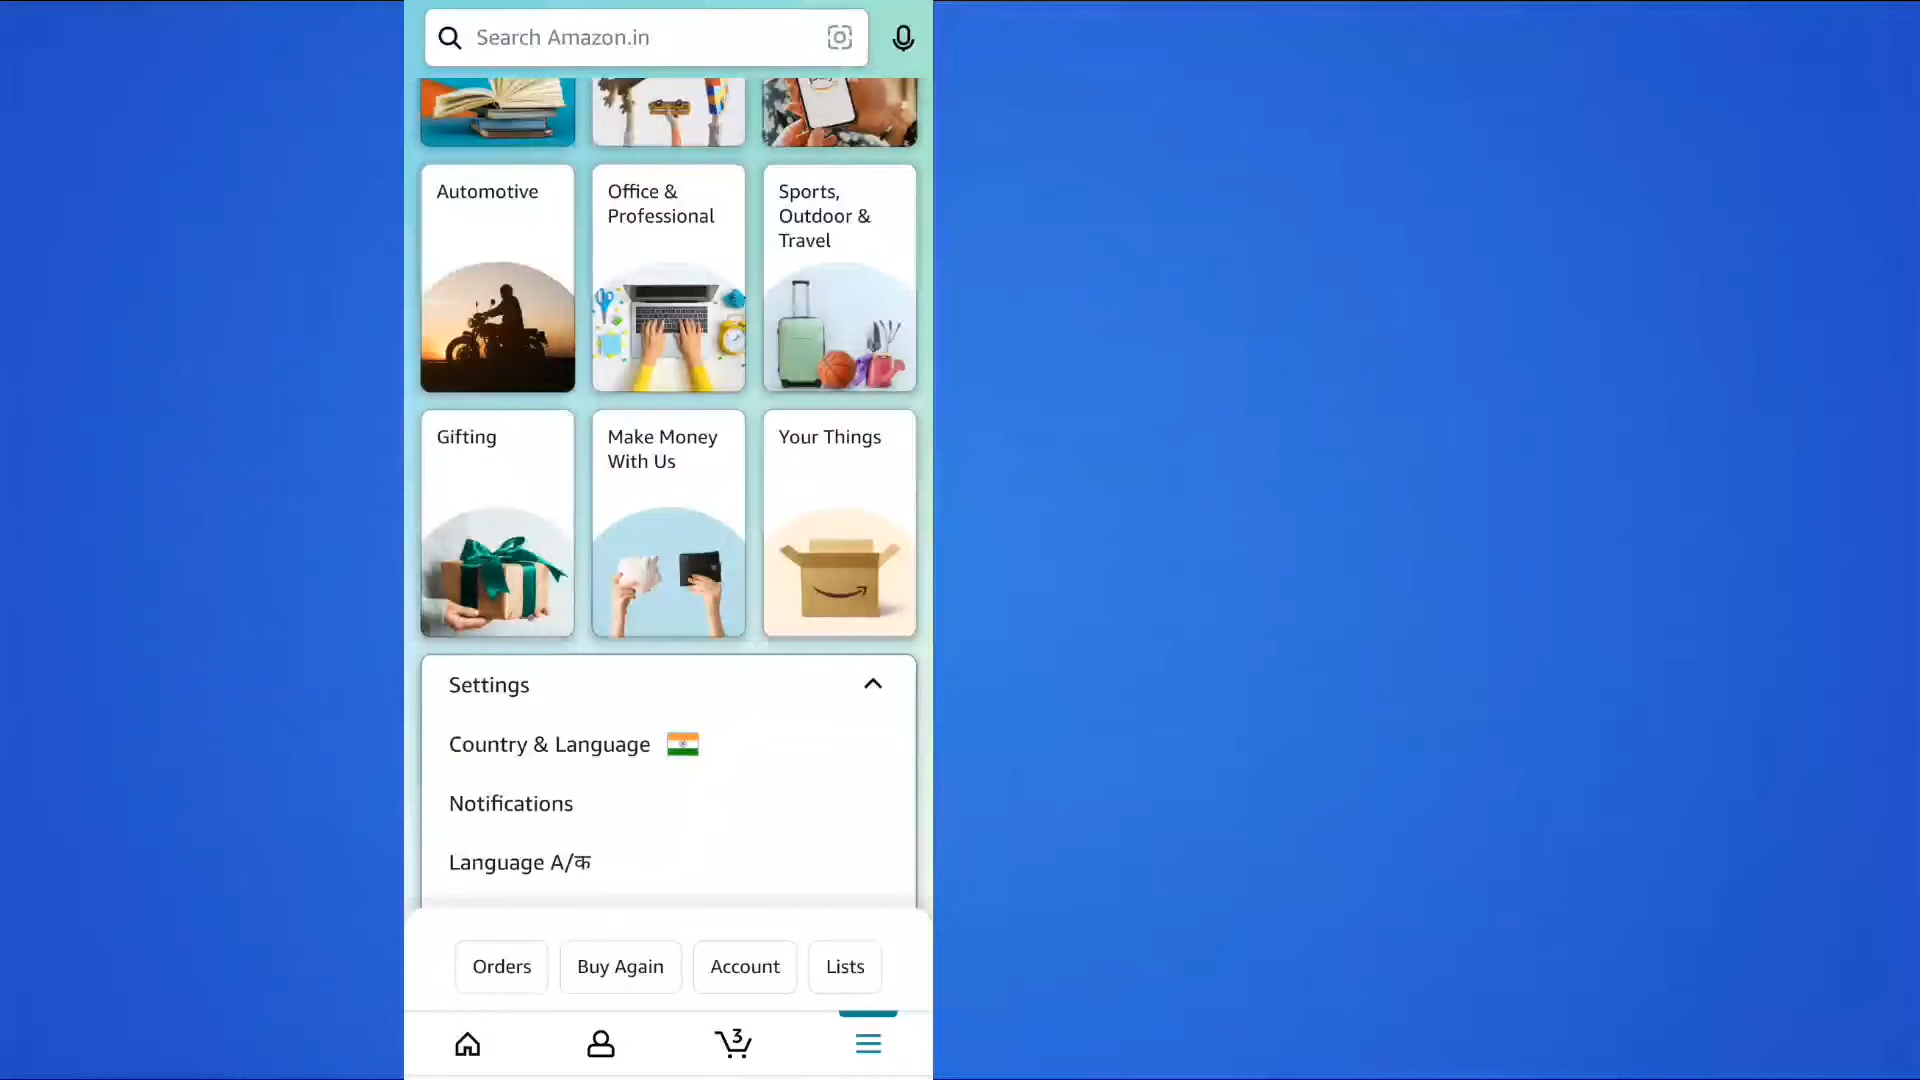 Search Amazon.in
Automotive
Office &
Professional
Sports,
Outdoor &
Travel
Gifting
Make Money
With Us
Your Things
Settings
Country & Language
Notifications
Language A/क
Orders
Buy Again
Account
Lists
3